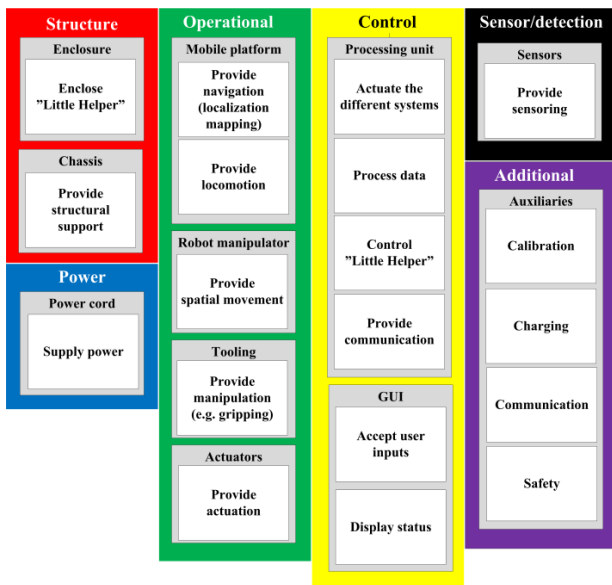 Structure
Enclosure
Enclose
”Little Helper”
Chassis
Provide
structural
support
Power
Power cord
Supply power
Operational
Mobile platform
Provide
navigation
(localization
mapping)
Provide
locomotion
Robot manipulator
Provide
spatial movement
Tooling
Provide
manipulation
(e.g. gripping)
Actuators
Provide
actuation
Control
Processing unit
Actuate the
different systems
Process data
Control
”Little Helper”
Provide
communication
GUI
Accept user
inputs
Display status
Sensor/detection
Sensors
Provide
sensoring
Additional
Auxiliaries
Calibration
Charging
Communication
Safety